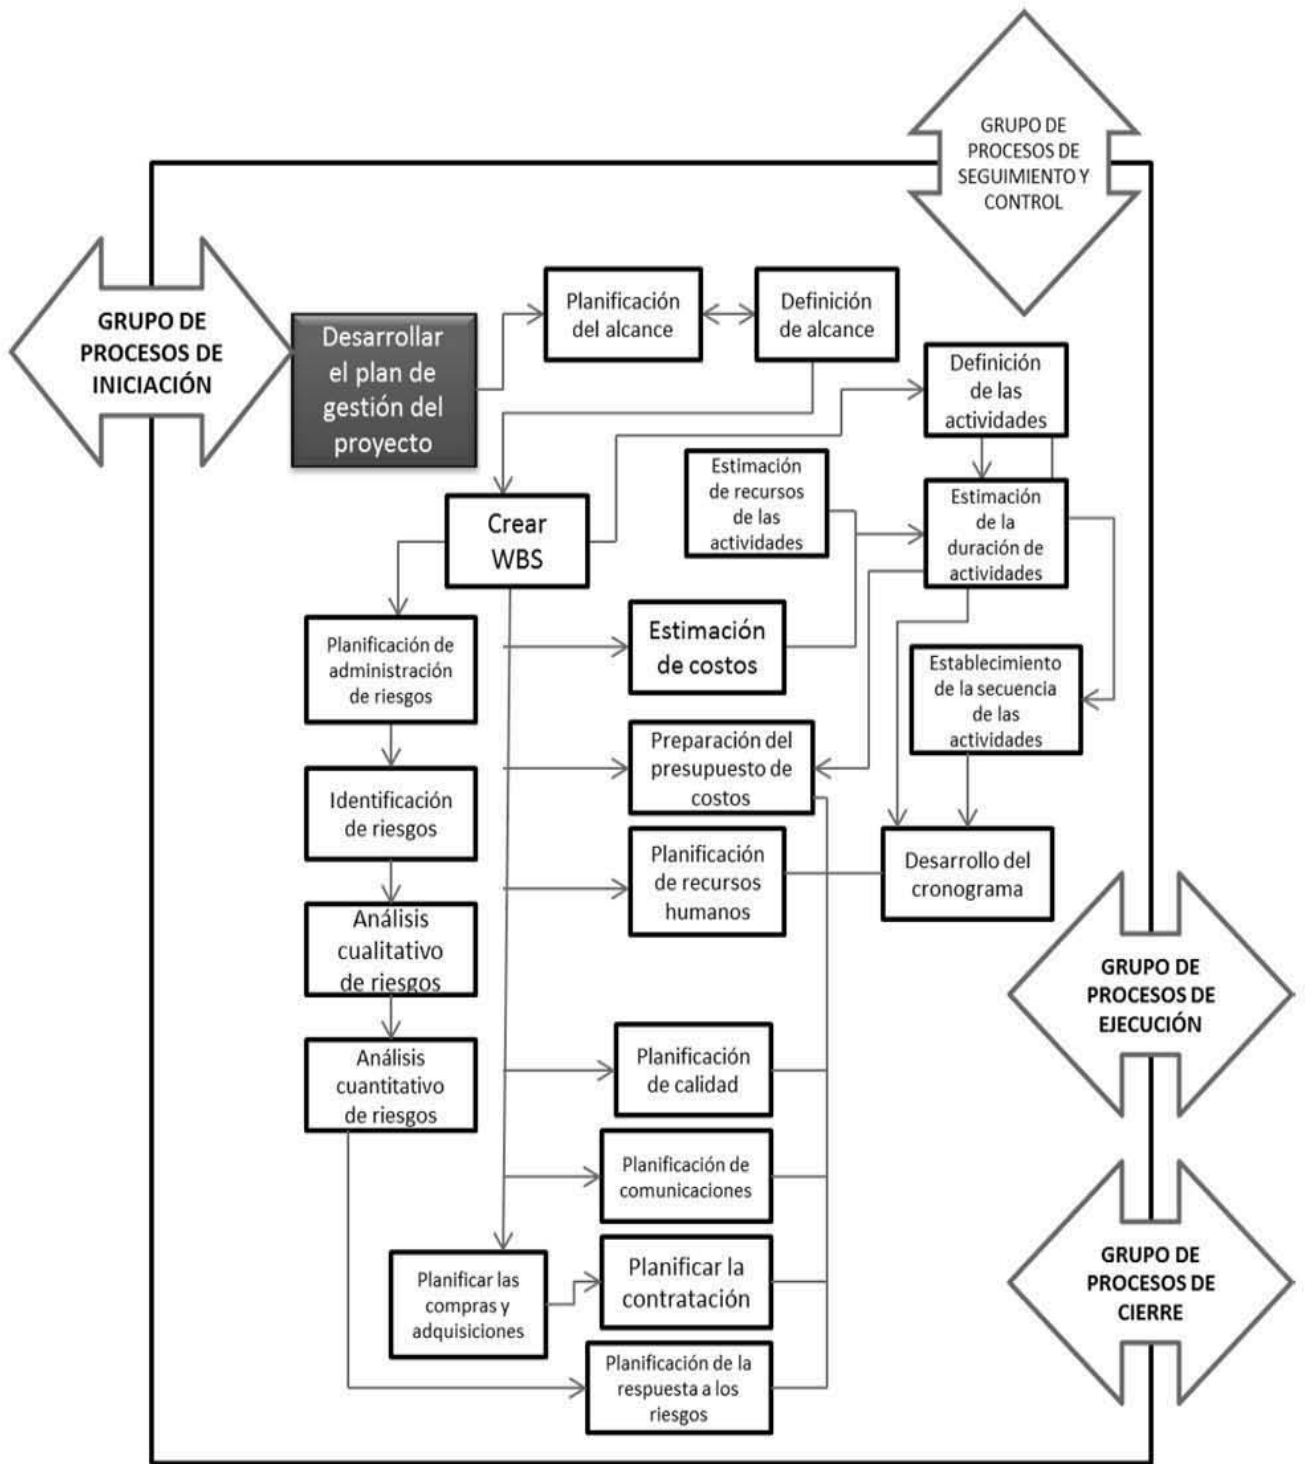 GRUPO DE
PROCESOS DE
SEGUIMIENTO Y
CONTROL
GRUPO DE
PROCESOS DE
INICIACIÓN
Desarrollar
el plan de
gestión del
proyecto
Planificación
del alcance
Definición
de alcance
Definición
de las
actividades
Estimación
de recursos
de las
actividades
Estimación
de la
duración de
actividades
Crear
WBS
Planificación de
administración
de riesgos
Estimación
de costos
Establecimiento
de la secuencia
de las
actividades
Preparación del
presupuesto de
costos
Identificación
de riesgos
Planificación
de recursos
humanos
Desarrollo del
cronograma
Análisis
cualitativo
de riesgos
GRUPO DE
PROCESOS DE
EJECUCIÓN
Análisis
cuantitativo
de riesgos
Planificación
de calidad
Planificación de
comunicaciones
Planificar las
compras y
adquisiciones
Planificar la
contratación
GRUPO DE
PROCESOS DE
CIERRE
Planificación de la
respuesta a los
riesgos